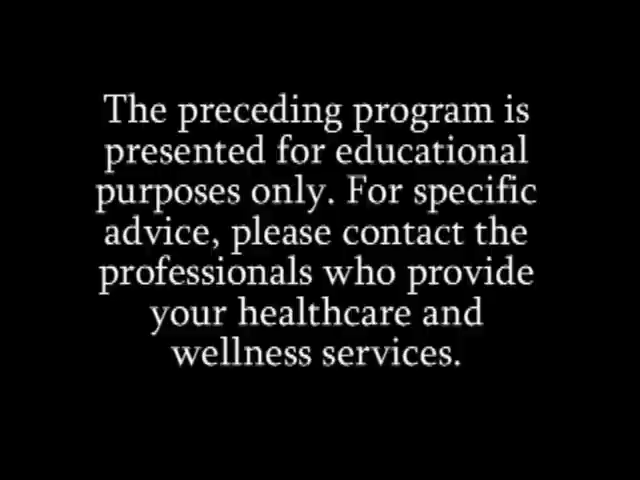 The preceding program is
presented for educational
purposes only. For specific
advice, please contact the
professionals who provide
your healthcare and
wellness services.